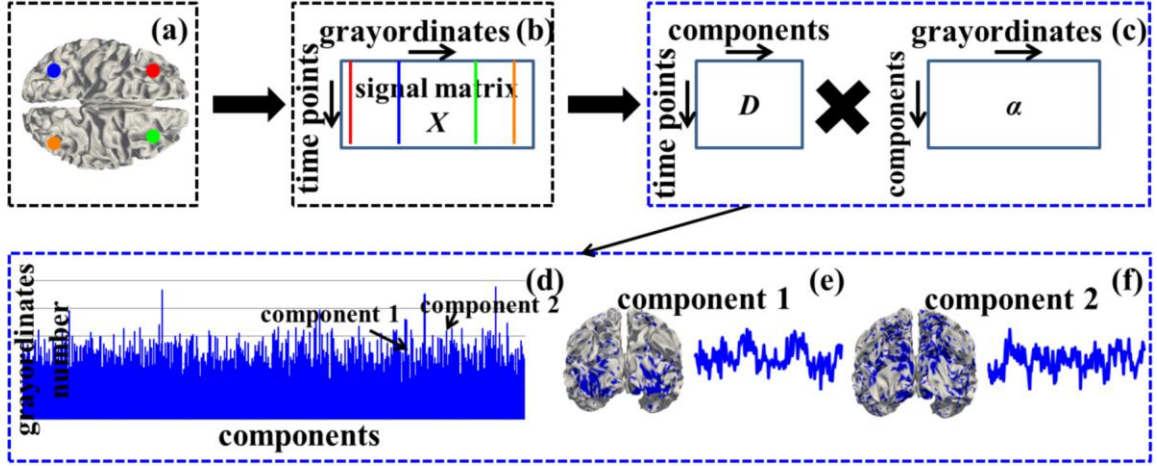 (a)
grayordinates (b)
time points
signal matrix
X
components
time points
D
grayordinates (c)
components
α
(d)
grayordinates
number
component 1
component 2
components
component 1 (e)
component 2 (f)